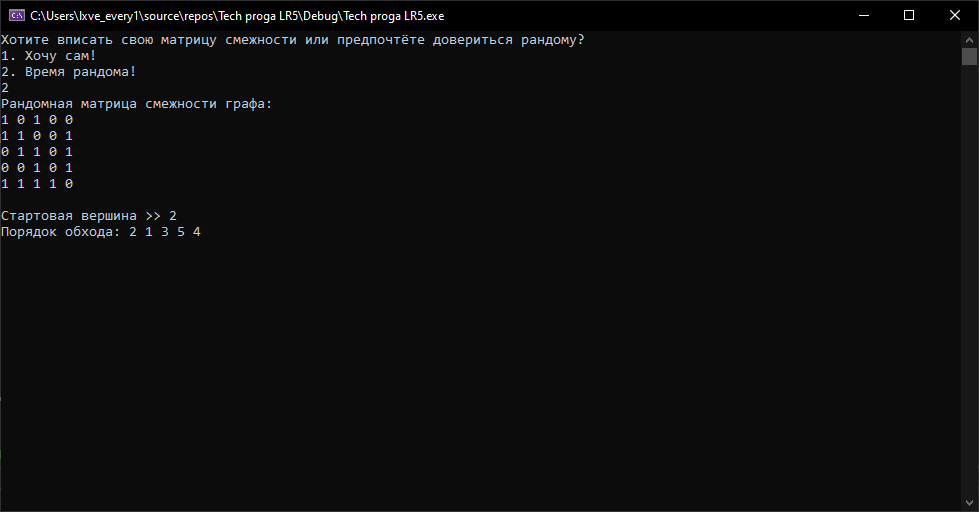 C:\Users\lxve_every1\source\repos\Tech proga LR5\Debug\Tech proga LR5.exe
Хотите вписать свою матрицу смежности или предпочтёте довериться рандому?
1. Хочу сам!
2. Время рандома!
2
Рандомная матрица смежности графа:
1 0 1 0 0
1 1 0 0 1
0 1 1 0 1
0 0 1 0 1
1 1 1 1 0
Стартовая вершина >> 2
Порядок обхода: 2 1 3 5 4